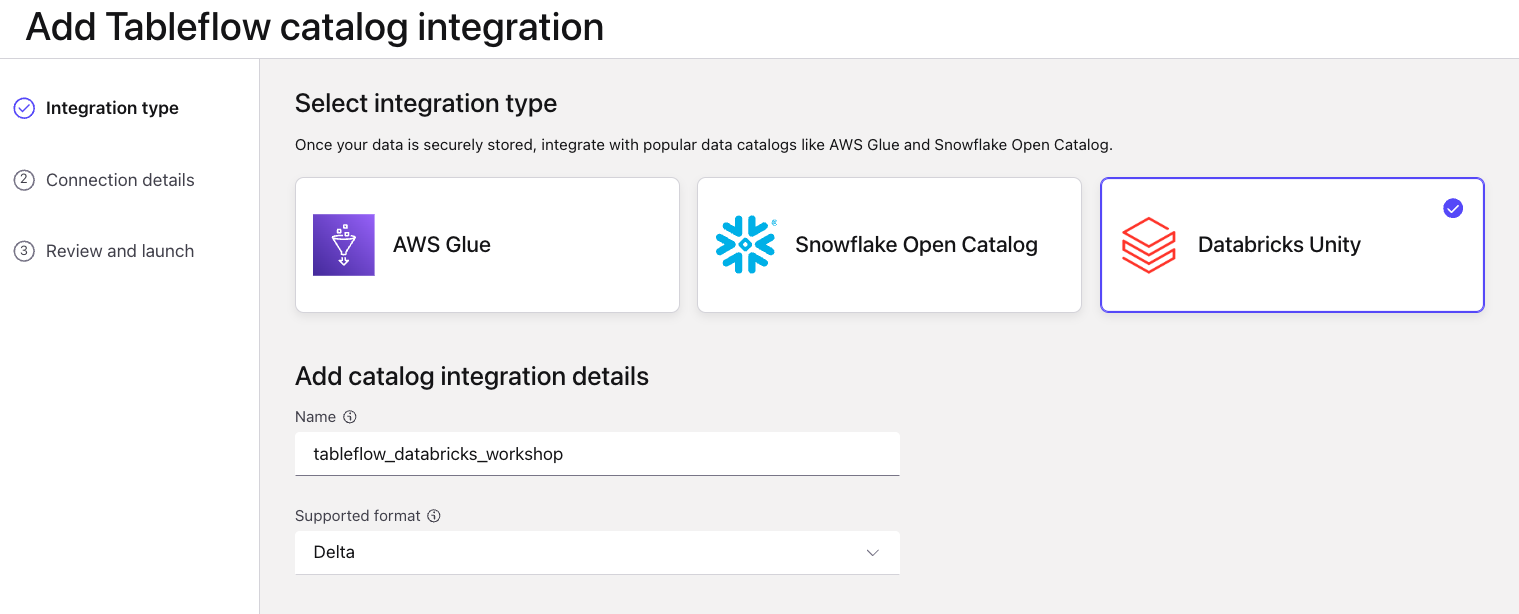 Add Tableflow catalog integration
Integration type
2 Connection details
3 Review and launch
Select integration type
Once your data is securely stored, integrate with popular data catalogs like AWS Glue and Snowflake Open Catalog.
AWS Glue
®
Snowflake Open Catalog
Databricks Unity
Add catalog integration details
Name
tableflow_databricks_workshop
Supported format
Delta